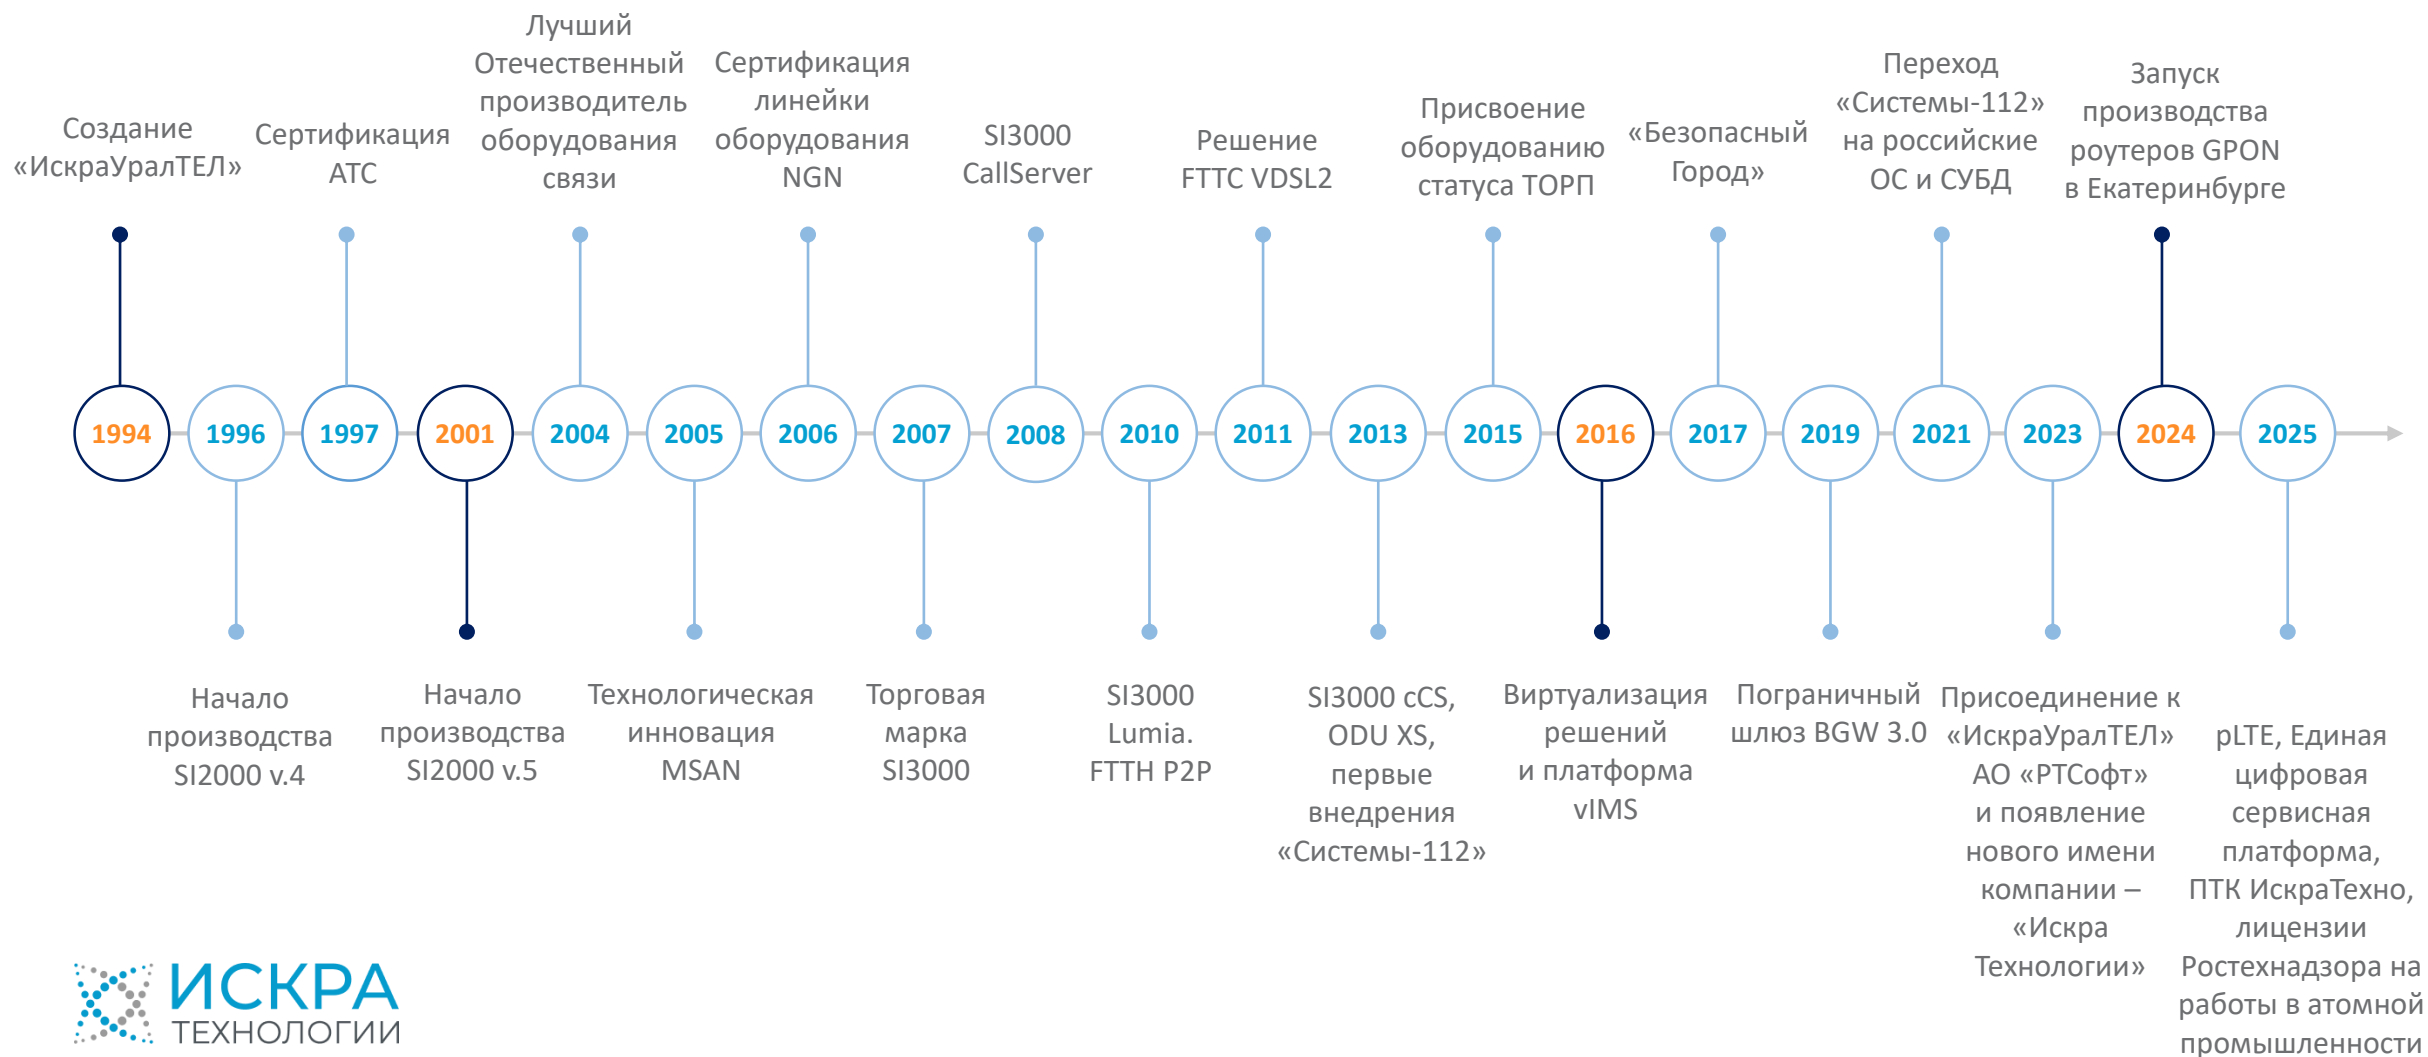 Создание
«ИскраУралТЕЛ»
Сертификация
АТС
Лучший
Отечественный
производитель
оборудования
связи
Сертификация
линейки
оборудования
NGN
SI3000
CallServer
Решение
FTTC VDSL2
Присвоение
оборудованию
статуса ТОРП
«Безопасный
Город»
Переход
«Системы-112»
на российские
ОС и СУБД
Запуск
производства
роутеров GPON
в Екатеринбурге
1994
1996
1997
2001
2004
2005
2006
2007
2008
2010
2011
2013
2015
2016
2017
2019
2021
2023
2024
2025
Начало
производства
SI2000 v.4
Начало
производства
SI2000 v.5
Технологическая
инновация
MSAN
Торговая
марка
SI3000
SI3000
Lumia.
FTTH P2P
SI3000 cCS,
ODU XS,
первые
внедрения
«Системы-112»
Виртуализация
решений
и платформа
vIMS
Пограничный
шлюз BGW 3.0
Присоединение к
«ИскраУралТЕЛ»
АО «РТСофт»
и появление
нового имени
компании –
«Искра
Технологии»
pLTE, Единая
цифровая
сервисная
платформа,
ПТК ИскраТехно,
лицензии
Ростехнадзора на
работы в атомной
промышленности
ИСКРА
ТЕХНОЛОГИИ